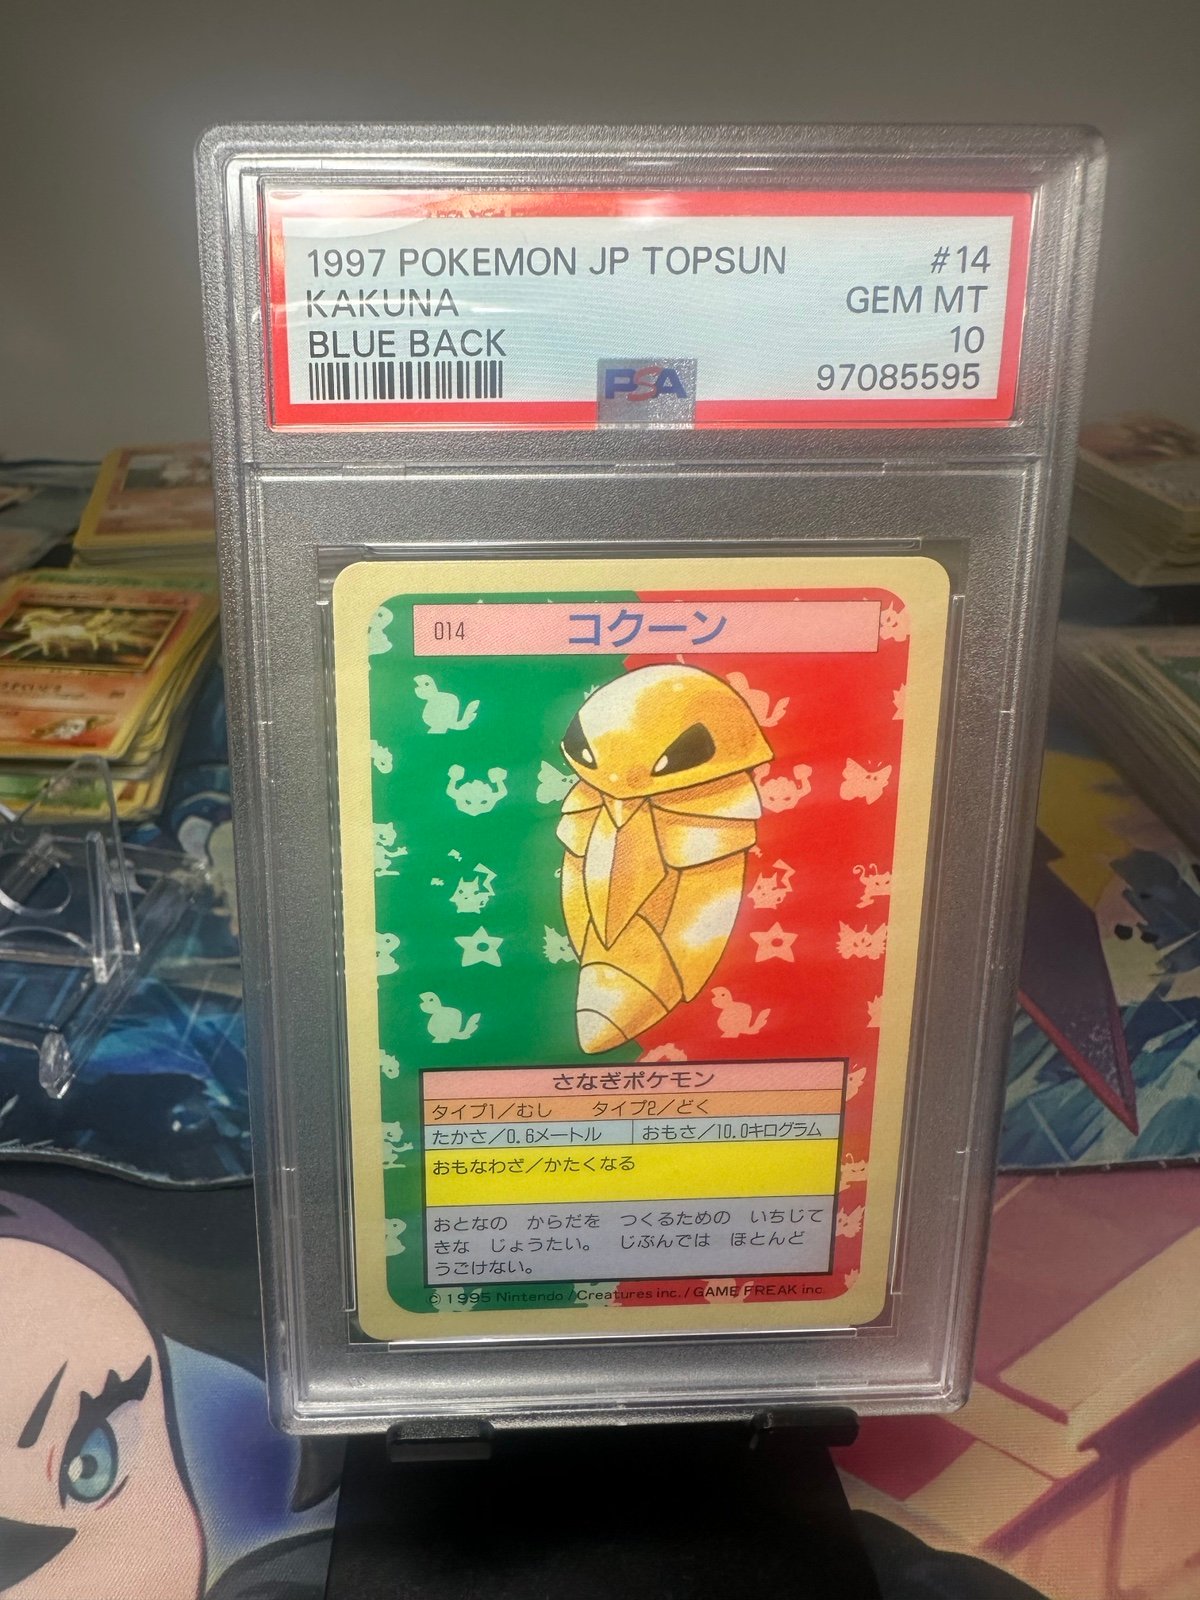 1997 POKEMON JP TOPSUN #14
KAKUNA GEM MT
BLUE BACK 10
PSA 97085595
014 コクーン
さなぎポケモン
タイプ1／むし タイプ2／どく
たかさ／0.6メートル おもさ／10.0キログラム
おもなわざ／かたくなる
おとなの からだを つくるための いちじて
きな じょうたい。 じぶんでは ほとんど
うごけない。
© 1995 Nintendo/Creatures inc./GAME FREAK inc.